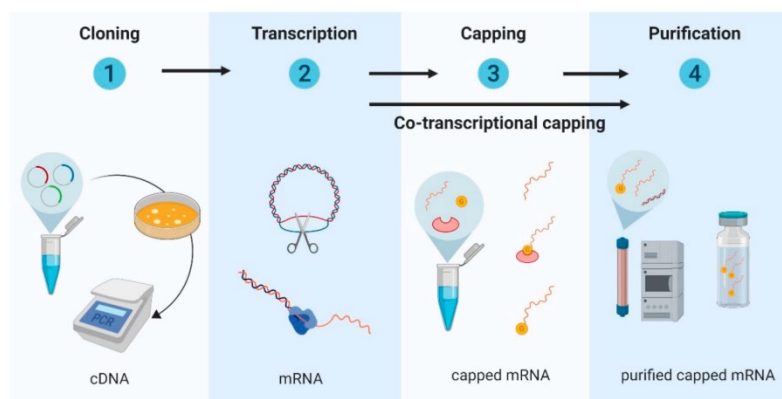 Cloning
Transcription
Capping
Purification
1
2
3
4
Co-transcriptional capping
G
G
PCR
G
G
G
G
G
cDNA
mRNA
capped mRNA
purified capped mRNA